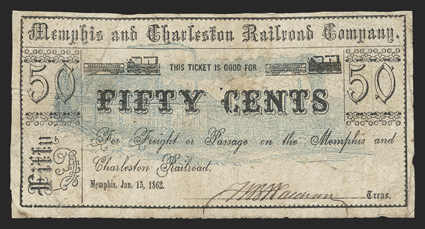 Memphis and Charleston Railroad Company.
50 THIS TICKET IS GOOD FOR 50
FIFTY CENTS
Fifty
For Freight or Passage on the Memphis and
Charleston Railroad.
Memphis, Jan. 15, 1862.
Treas.